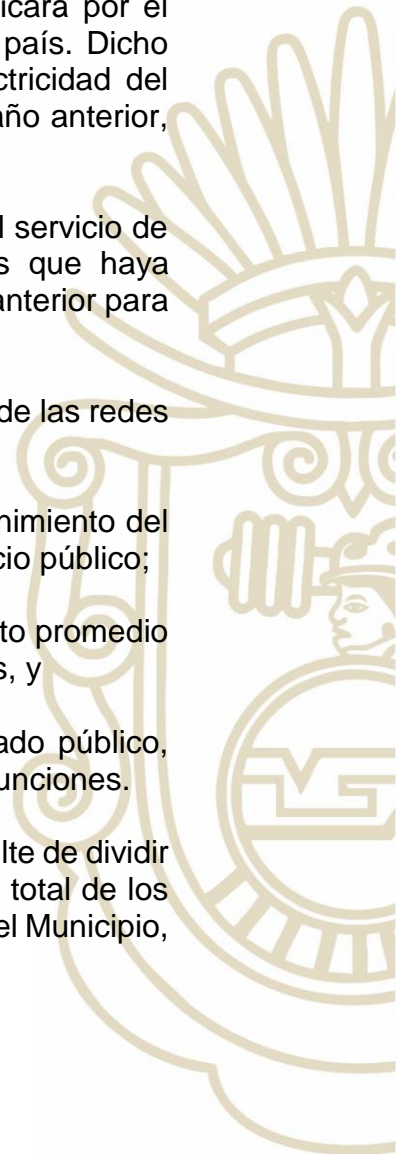 icará por el
país. Dicho
ctricidad del
año anterior,
l servicio de
s que haya
anterior para
de las redes
nimiento del
cio público;
to promedio
s, y
ado público,
unciones.
lte de dividir
total de los
el Municipio,